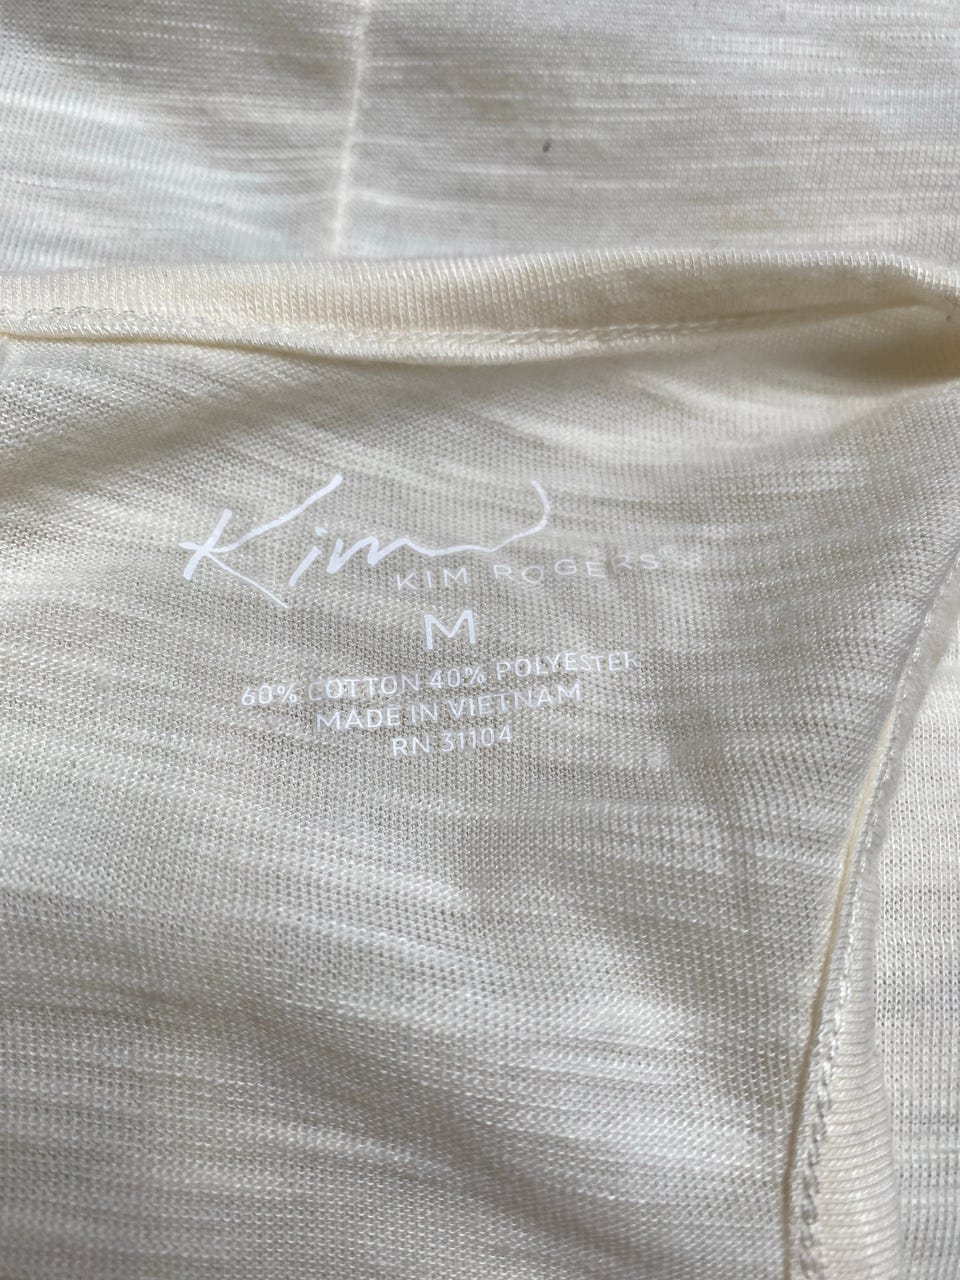 Kim
KIM ROGERS®
M
60% COTTON 40% POLYESTER
MADE IN VIETNAM
RN 31104